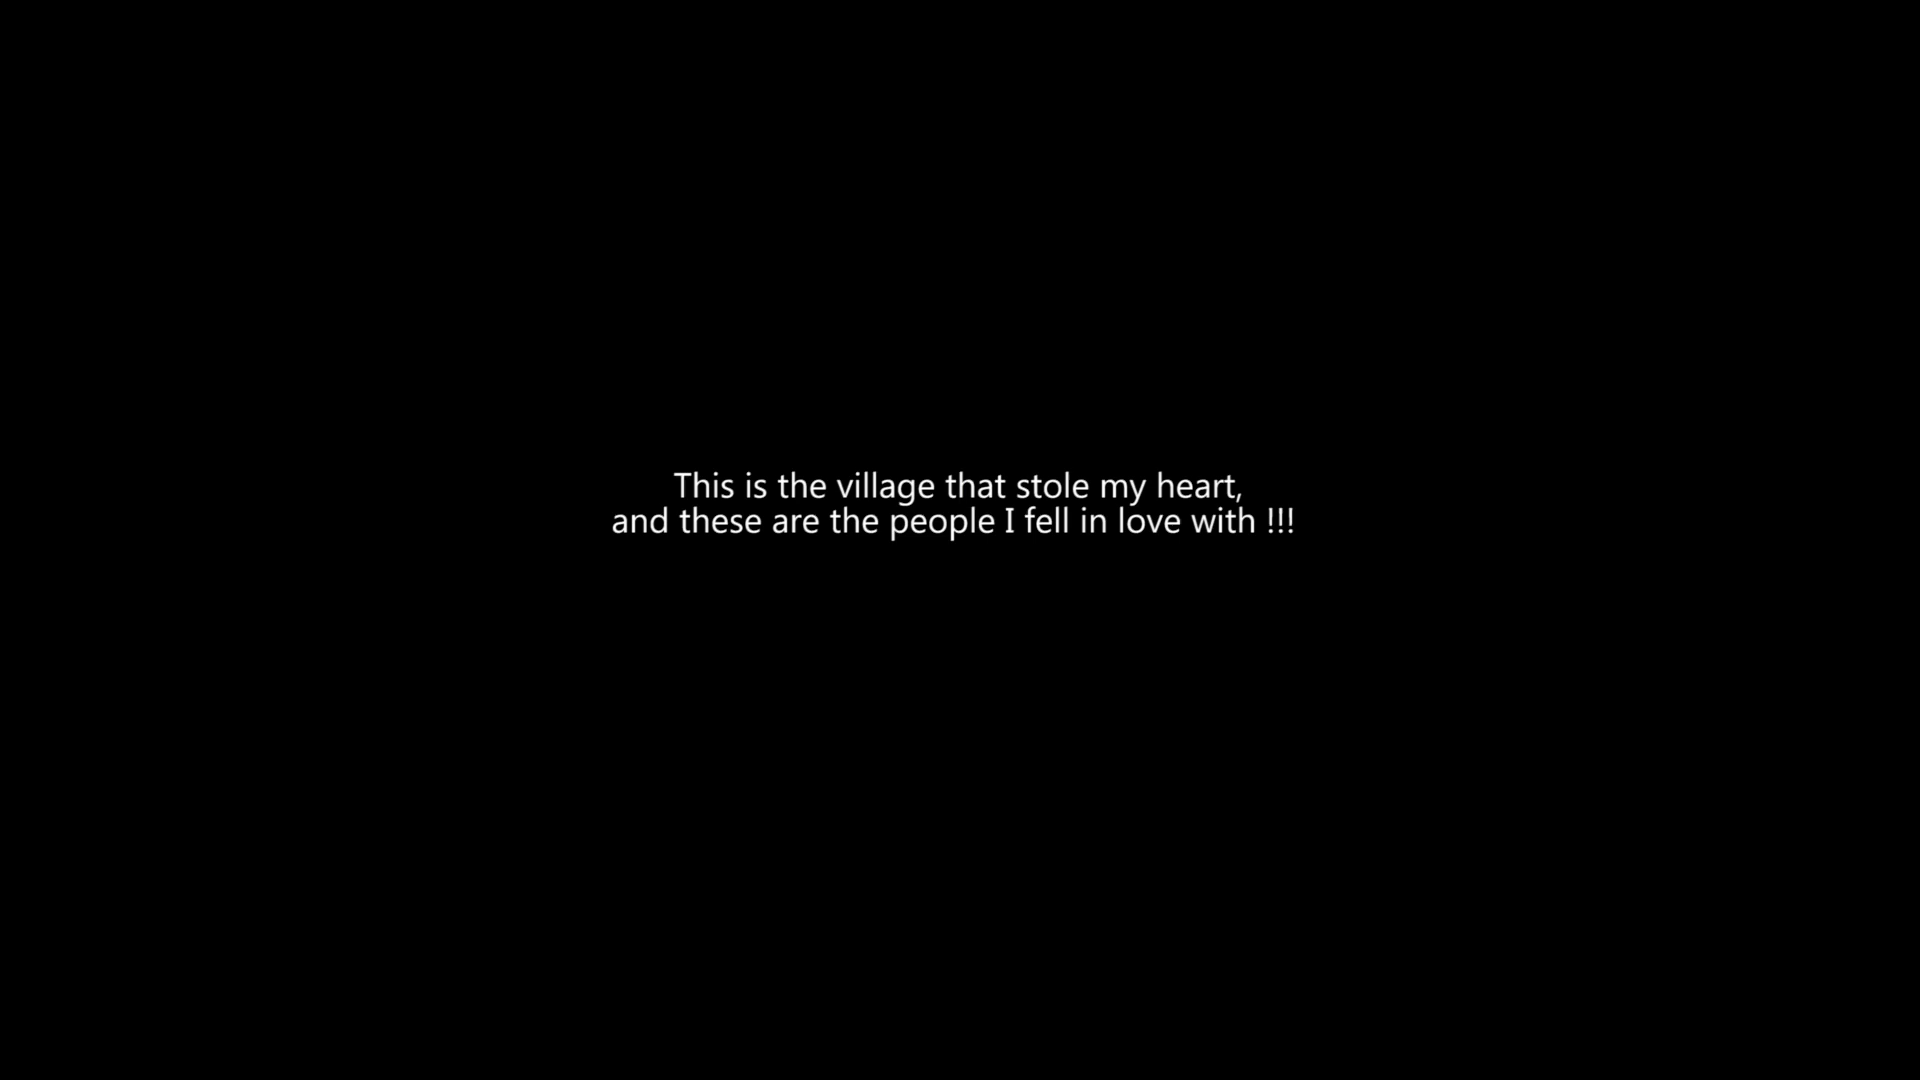 This is the village that stole my heart,
and these are the people I fell in love with !!!